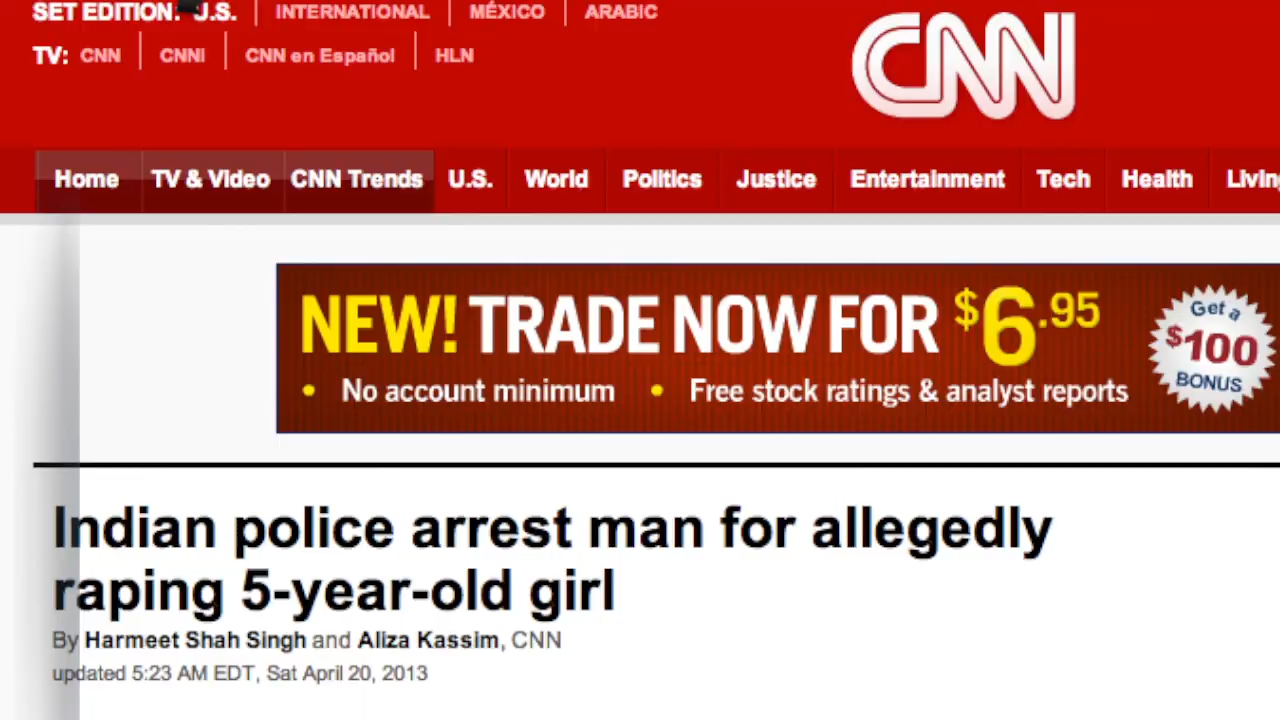 SET EDITION: U.S. INTERNATIONAL MÉXICO ARABIC
TV: CNN CNNI CNN en Español HLN
CNN
Home TV & Video CNN Trends U.S. World Politics Justice Entertainment Tech Health
NEW! TRADE NOW FOR $6.95
• No account minimum • Free stock ratings & analyst reports
Get a
$100
BONUS
Indian police arrest man for allegedly
raping 5-year-old girl
By Harmeet Shah Singh and Aliza Kassim, CNN
updated 5:23 AM EDT, Sat April 20, 2013